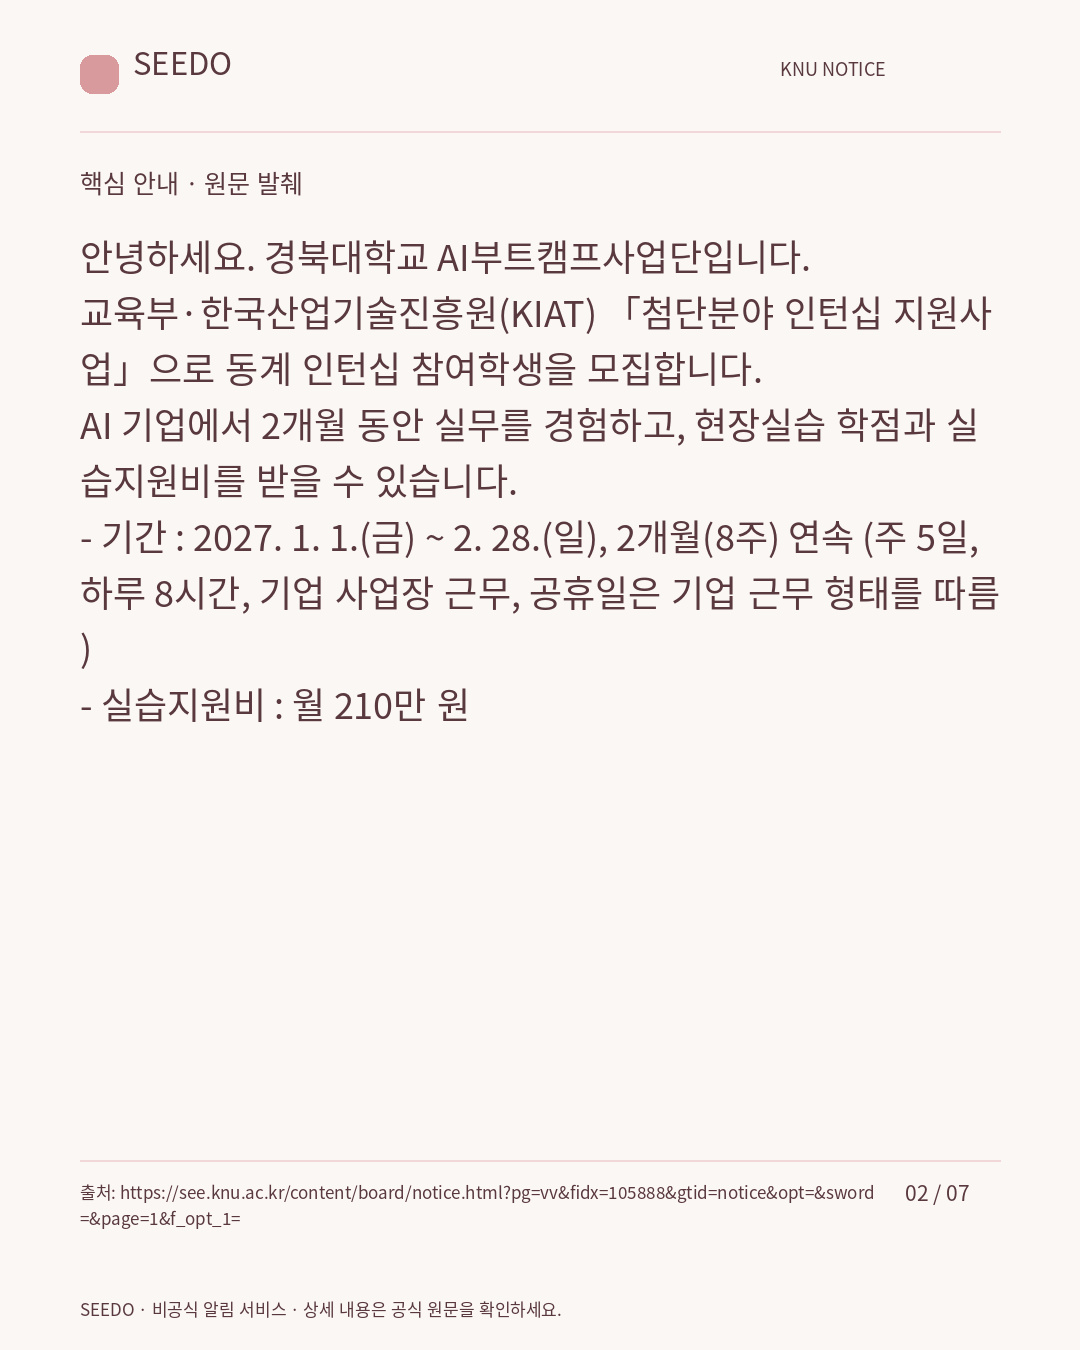 SEEDO
KNU NOTICE
핵심 안내 · 원문 발췌
안녕하세요. 경북대학교 AI부트캠프사업단입니다.
교육부·한국산업기술진흥원(KIAT) 「첨단분야 인턴십 지원사
업」으로 동계 인턴십 참여학생을 모집합니다.
AI 기업에서 2개월 동안 실무를 경험하고, 현장실습 학점과 실
습지원비를 받을 수 있습니다.
- 기간 : 2027. 1. 1.(금) ~ 2. 28.(일), 2개월(8주) 연속 (주 5일,
하루 8시간, 기업 사업장 근무, 공휴일은 기업 근무 형태를 따름
)
- 실습지원비 : 월 210만 원
출처: https://see.knu.ac.kr/content/board/notice.html?pg=vv&fidx=105888&gtid=notice&opt=&sword
=&page=1&f_opt_1=
02 / 07
SEEDO · 비공식 알림 서비스 · 상세 내용은 공식 원문을 확인하세요.